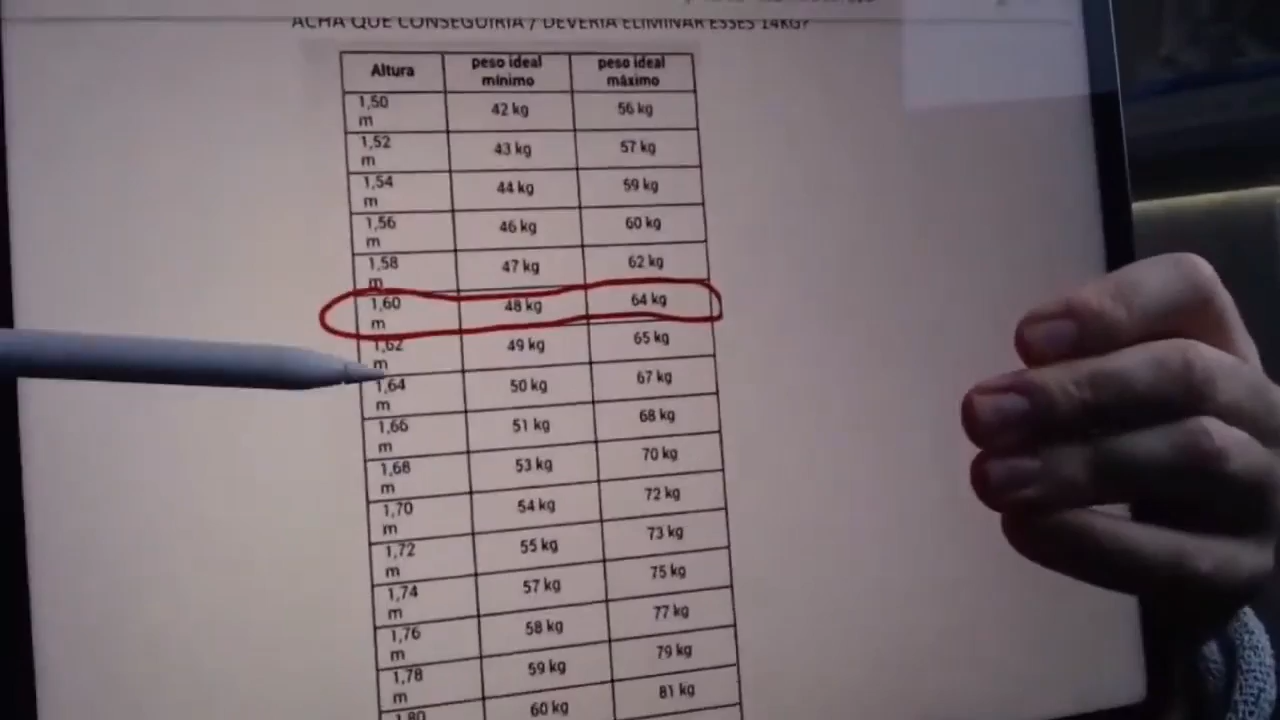 ACHA QUE CONSEGUIRIA / DEVERIA ELIMINAR ESSES 14KG?
Altura peso ideal mínimo peso ideal máximo
1,50 m 42 kg 56 kg
1,52 m 43 kg 57 kg
1,54 m 44 kg 59 kg
1,56 m 46 kg 60 kg
1,58 m 47 kg 62 kg
1,60 m 48 kg 64 kg
1,62 m 49 kg 65 kg
1,64 m 50 kg 67 kg
1,66 m 51 kg 68 kg
1,68 m 53 kg 70 kg
1,70 m 54 kg 72 kg
1,72 m 55 kg 73 kg
1,74 m 57 kg 75 kg
1,76 m 58 kg 77 kg
1,78 m 59 kg 79 kg
1,80 60 kg 81 kg